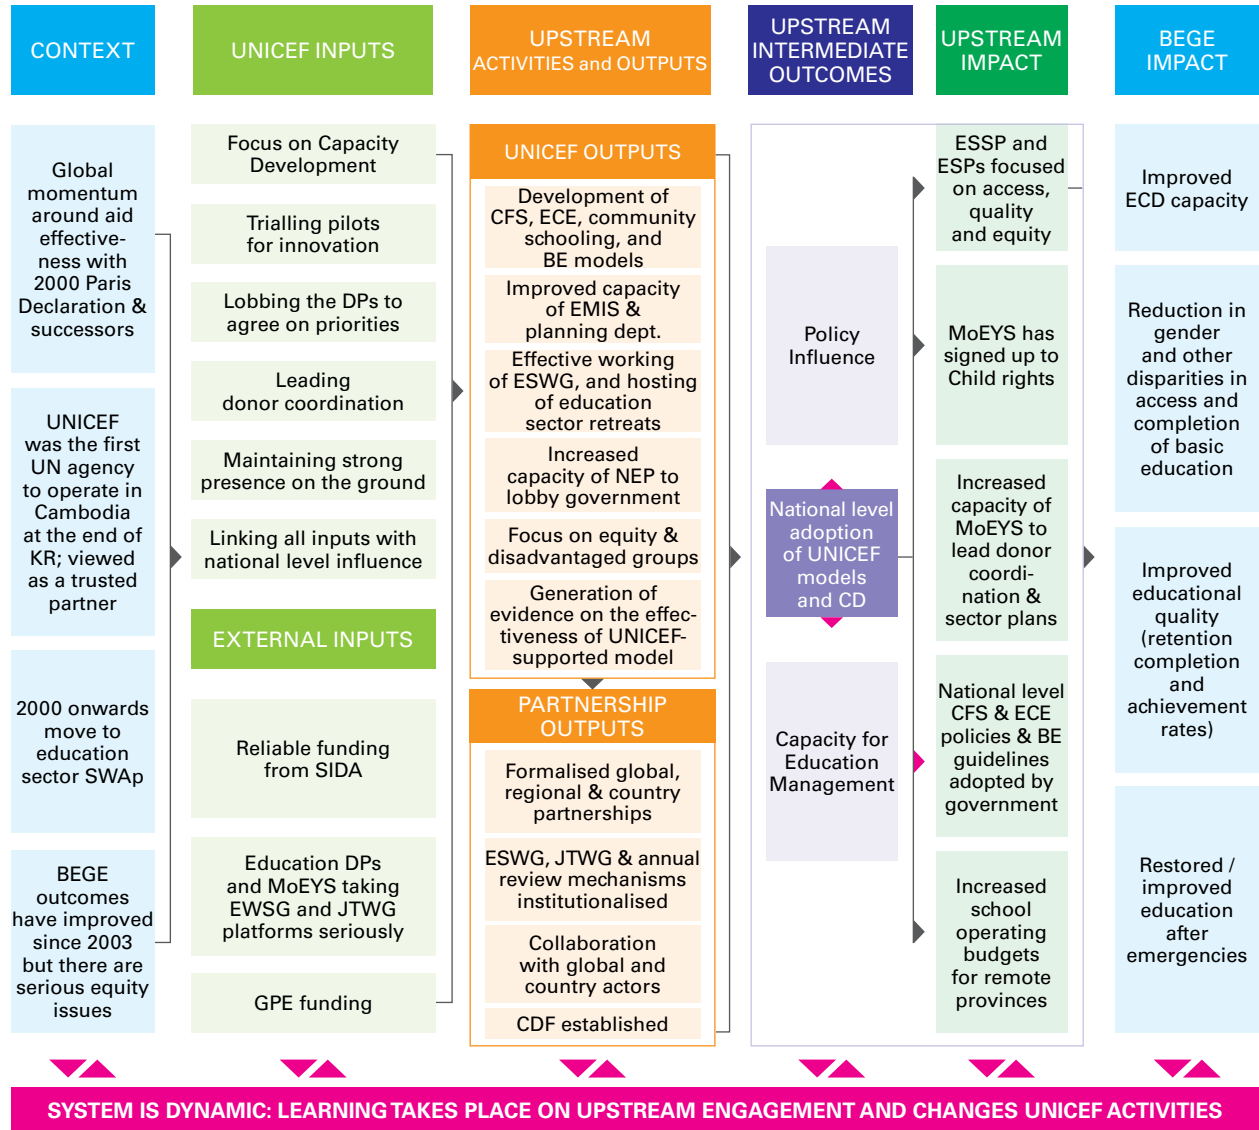 CONTEXT
UNICEF INPUTS
UPSTREAM
ACTIVITIES and OUTPUTS
UPSTREAM
INTERMEDIATE
OUTCOMES
UPSTREAM
IMPACT
BEGE
IMPACT
Global
momentum
around aid
effective-
ness with
2000 Paris
Declaration &
successors
UNICEF
was the first
UN agency
to operate in
Cambodia
at the end of
KR; viewed
as a trusted
partner
2000 onwards
move to
education
sector SWAp
BEGE
outcomes
have improved
since 2003
but there are
serious equity
issues
Focus on Capacity
Development
Trialling pilots
for innovation
Lobbing the DPs to
agree on priorities
Leading
donor coordination
Maintaining strong
presence on the ground
Linking all inputs with
national level influence
EXTERNAL INPUTS
Reliable funding
from SIDA
Education DPs
and MoEYS taking
EWSG and JTWG
platforms seriously
GPE funding
UNICEF OUTPUTS
Development of
CFS, ECE, community
schooling, and
BE models
Improved capacity
of EMIS &
planning dept.
Effective working
of ESWG, and hosting
of education
sector retreats
Increased
capacity of NEP to
lobby government
Focus on equity &
disadvantaged groups
Generation of
evidence on the effec-
tiveness of UNICEF-
supported model
PARTNERSHIP
OUTPUTS
Formalised global,
regional & country
partnerships
ESWG, JTWG & annual
review mechanisms
institutionalised
Collaboration
with global and
country actors
CDF established
Policy
Influence
National level
adoption
of UNICEF
models
and CD
Capacity for
Education
Management
ESSP and
ESPs focused
on access,
quality
and equity
MoEYS has
signed up to
Child rights
Increased
capacity of
MoEYS to
lead donor
coordi-
nation &
sector plans
National level
CFS & ECE
policies & BE
guidelines
adopted by
government
Increased
school
operating
budgets
for remote
provinces
Improved
ECD capacity
Reduction in
gender
and other
disparities in
access and
completion
of basic
education
Improved
educational
quality
(retention
completion
and
achievement
rates)
Restored /
improved
education
after
emergencies
SYSTEM IS DYNAMIC: LEARNING TAKES PLACE ON UPSTREAM ENGAGEMENT AND CHANGES UNICEF ACTIVITIES